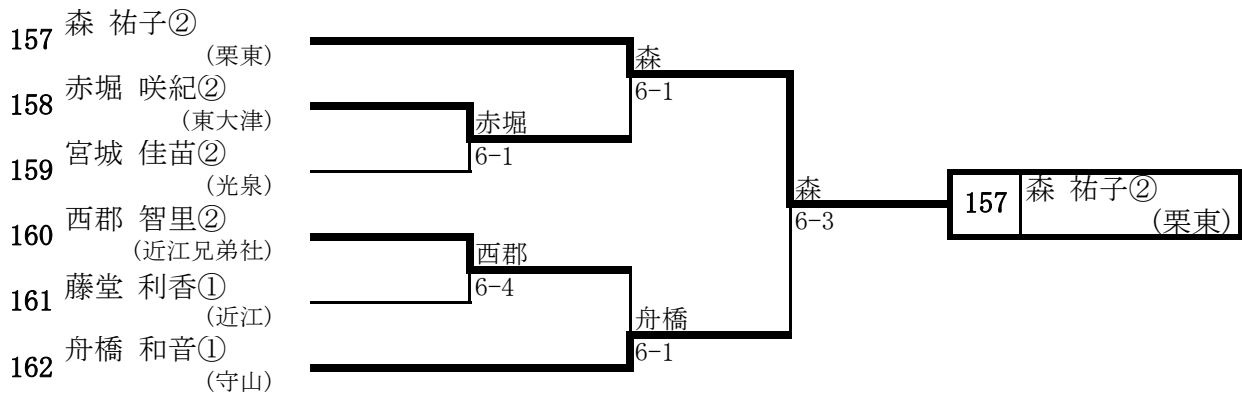 157 森 祐子②
(栗東)
158 赤堀 咲紀②
(東大津)
159 宮城 佳苗②
(光泉)
160 西郡 智里②
(近江兄弟社)
161 藤堂 利香①
(近江)
162 舟橋 和音①
(守山)
赤堀
6-1
西郡
6-4
森
6-1
舟橋
6-1
森
6-3
157 森 祐子②
(栗東)